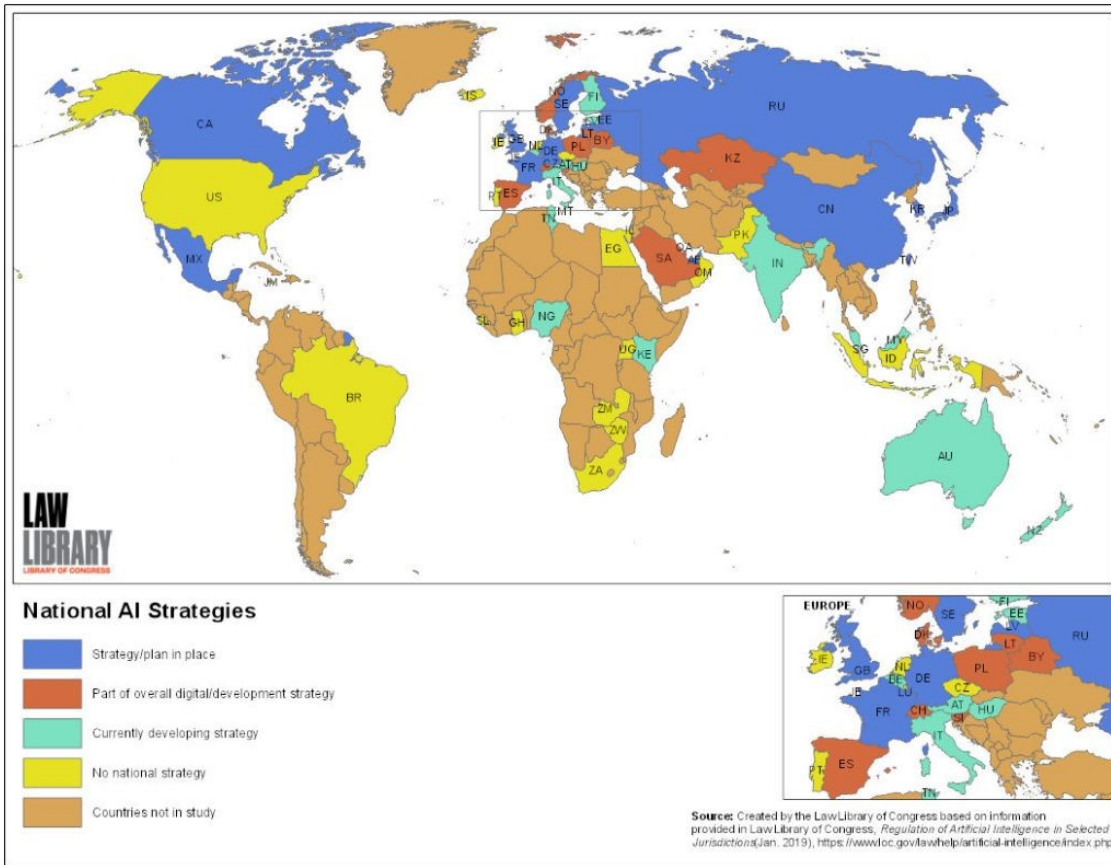 CA
US
MX
JM
BR
IS
NO
SE
FI
EE
LT
DK
IE
GB
NL
DE
PL
BY
JE
FR
CZ
AT
HU
IT
PT
ES
MT
TN
RU
KZ
CN
KR
JP
TW
IL
EG
SA
QA
AE
OM
PK
IN
SL
GH
NG
UG
KE
ZM
ZW
ZA
SG
MY
ID
AU
NZ
LAW
LIBRARY
LIBRARY OF CONGRESS
National AI Strategies
Strategy/plan in place
Part of overall digital/development strategy
Currently developing strategy
No national strategy
Countries not in study
EUROPE
NO
SE
FI
EE
LV
RU
DK
LT
BY
IE
GB
NL
BE
DE
PL
JE
LU
CZ
FR
CH
AT
HU
SI
IT
PT
ES
TN
Source: Created by the Law Library of Congress based on information
provided in Law Library of Congress, Regulation of Artificial Intelligence in Selected
Jurisdictions(Jan. 2019), https://www.loc.gov/law/help/artificial-intelligence/index.php